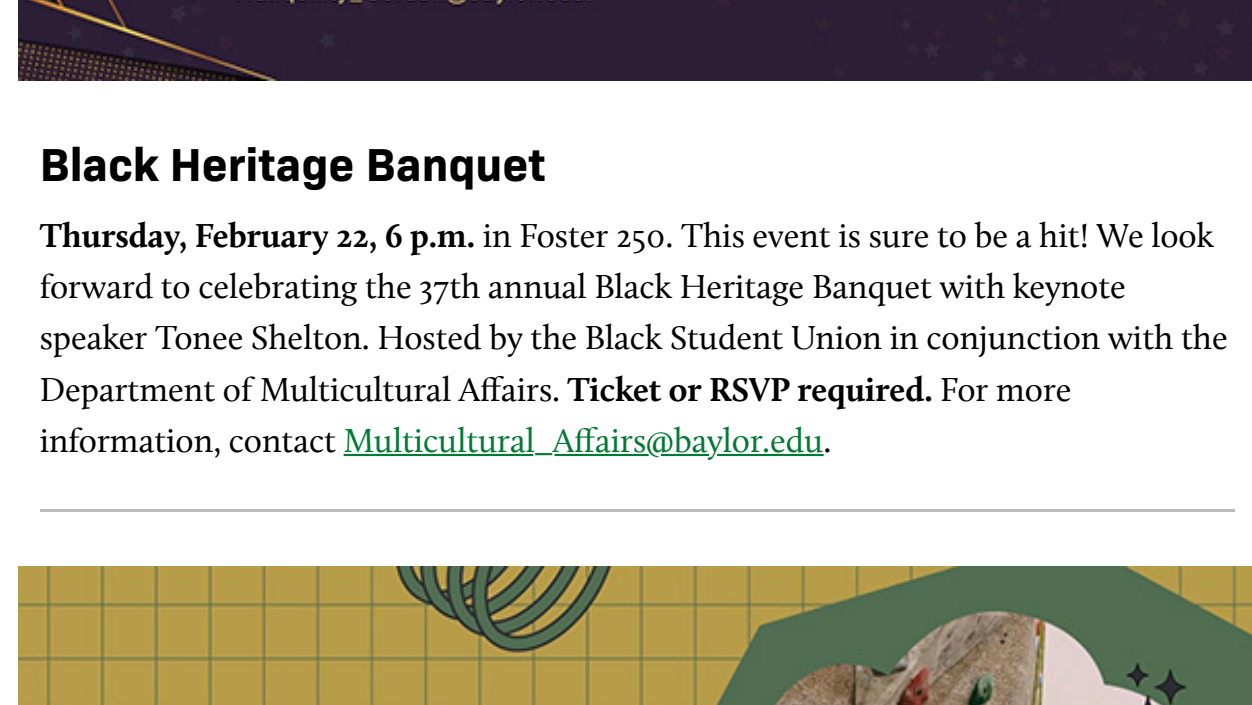 Black Heritage Banquet
Thursday, February 22, 6 p.m. in Foster 250. This event is sure to be a hit! We look
forward to celebrating the 37th annual Black Heritage Banquet with keynote
speaker Tonee Shelton. Hosted by the Black Student Union in conjunction with the
Department of Multicultural Affairs. Ticket or RSVP required. For more
information, contact Multicultural_Affairs@baylor.edu.